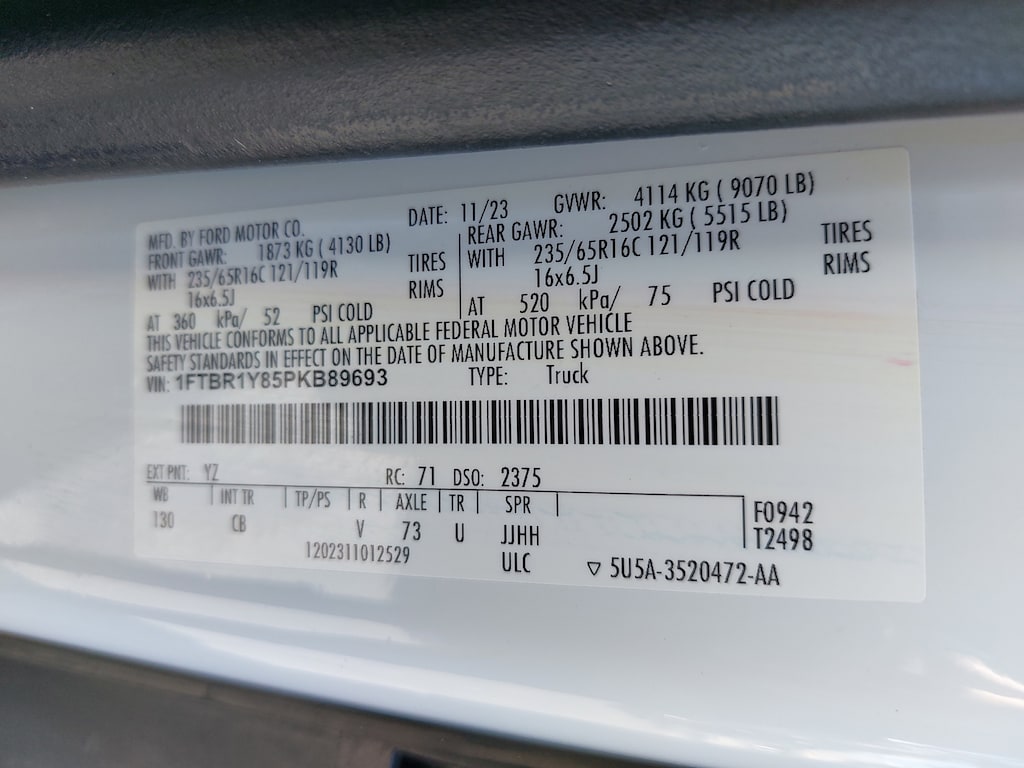 MFD. BY FORD MOTOR CO. DATE: 11/23 GVWR: 4114 KG ( 9070 LB)
FRONT GAWR: 1873 KG ( 4130 LB) REAR GAWR: 2502 KG ( 5515 LB)
WITH 235/65R16C 121/119R TIRES WITH 235/65R16C 121/119R TIRES
16x6.5J RIMS 16x6.5J RIMS
AT 360 kPa/ 52 PSI COLD AT 520 kPa/ 75 PSI COLD
THIS VEHICLE CONFORMS TO ALL APPLICABLE FEDERAL MOTOR VEHICLE
SAFETY STANDARDS IN EFFECT ON THE DATE OF MANUFACTURE SHOWN ABOVE.
VIN: 1FTBR1Y85PKB89693 TYPE: Truck
EXT PNT: YZ RC: 71 DSO: 2375
WB INT TR TP/PS R AXLE TR SPR F0942
130 CB V 73 U JJHH T2498
1202311012529 ULC ▽ 5U5A-3520472-AA